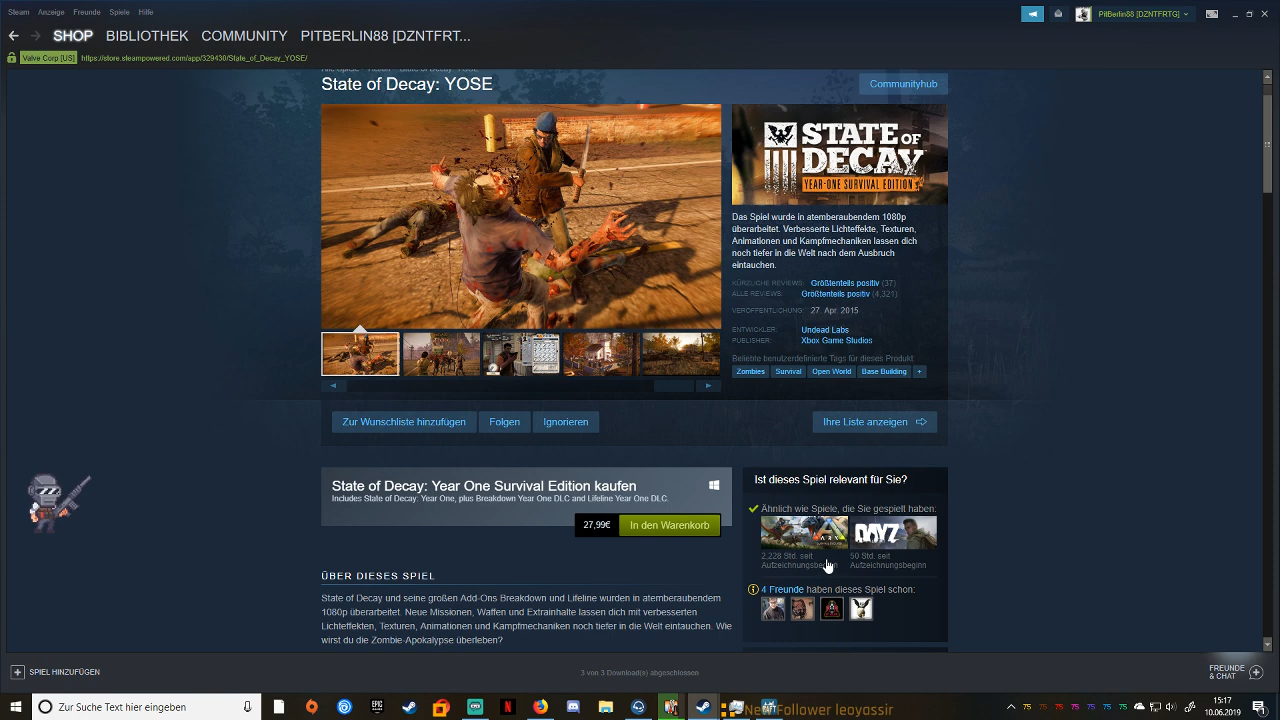 Steam Anzeige Freunde Spiele Hilfe
PitBerlin88 [DZNTFRTG]
SHOP BIBLIOTHEK COMMUNITY PITBERLIN88 [DZNTFRT...
Valve Corp [US] https://store.steampowered.com/app/329430/State_of_Decay_YOSE/
State of Decay: YOSE
Communityhub
STATE OF
DECAY
YEAR-ONE SURVIVAL EDITION
Das Spiel wurde in atemberaubendem 1080p
überarbeitet. Verbesserte Lichteffekte, Texturen,
Animationen und Kampfmechaniken lassen dich
noch tiefer in die Welt nach dem Ausbruch
eintauchen.
KÜRZLICHE REVIEWS: Größtenteils positiv (37)
ALLE REVIEWS: Größtenteils positiv (4,321)
VERÖFFENTLICHUNG: 27. Apr. 2015
ENTWICKLER: Undead Labs
PUBLISHER: Xbox Game Studios
Beliebte benutzerdefinierte Tags für dieses Produkt:
Zombies Survival Open World Base Building +
Zur Wunschliste hinzufügen Folgen Ignorieren
Ihre Liste anzeigen
State of Decay: Year One Survival Edition kaufen
Includes State of Decay: Year One, plus Breakdown Year One DLC and Lifeline Year One DLC.
27,99€ In den Warenkorb
Ist dieses Spiel relevant für Sie?
Ähnlich wie Spiele, die Sie gespielt haben:
ARK DAYZ
2,228 Std. seit 50 Std. seit
Aufzeichnungsbeginn Aufzeichnungsbeginn
4 Freunde haben dieses Spiel schon:
ÜBER DIESES SPIEL
State of Decay und seine großen Add-Ons Breakdown und Lifeline wurden in atemberaubendem
1080p überarbeitet. Neue Missionen, Waffen und Extrainhalte lassen dich mit verbesserten
Lichteffekten, Texturen, Animationen und Kampfmechaniken noch tiefer in die Welt eintauchen. Wie
wirst du die Zombie-Apokalypse überleben?
+ SPIEL HINZUFÜGEN
3 von 3 Download(s) abgeschlossen
FREUNDE
& CHAT +
Zur Suche Text hier eingeben
EPIC
N
New Follower leoyassir
75 75 75 75 75 75 75
15:17
10.06.2019